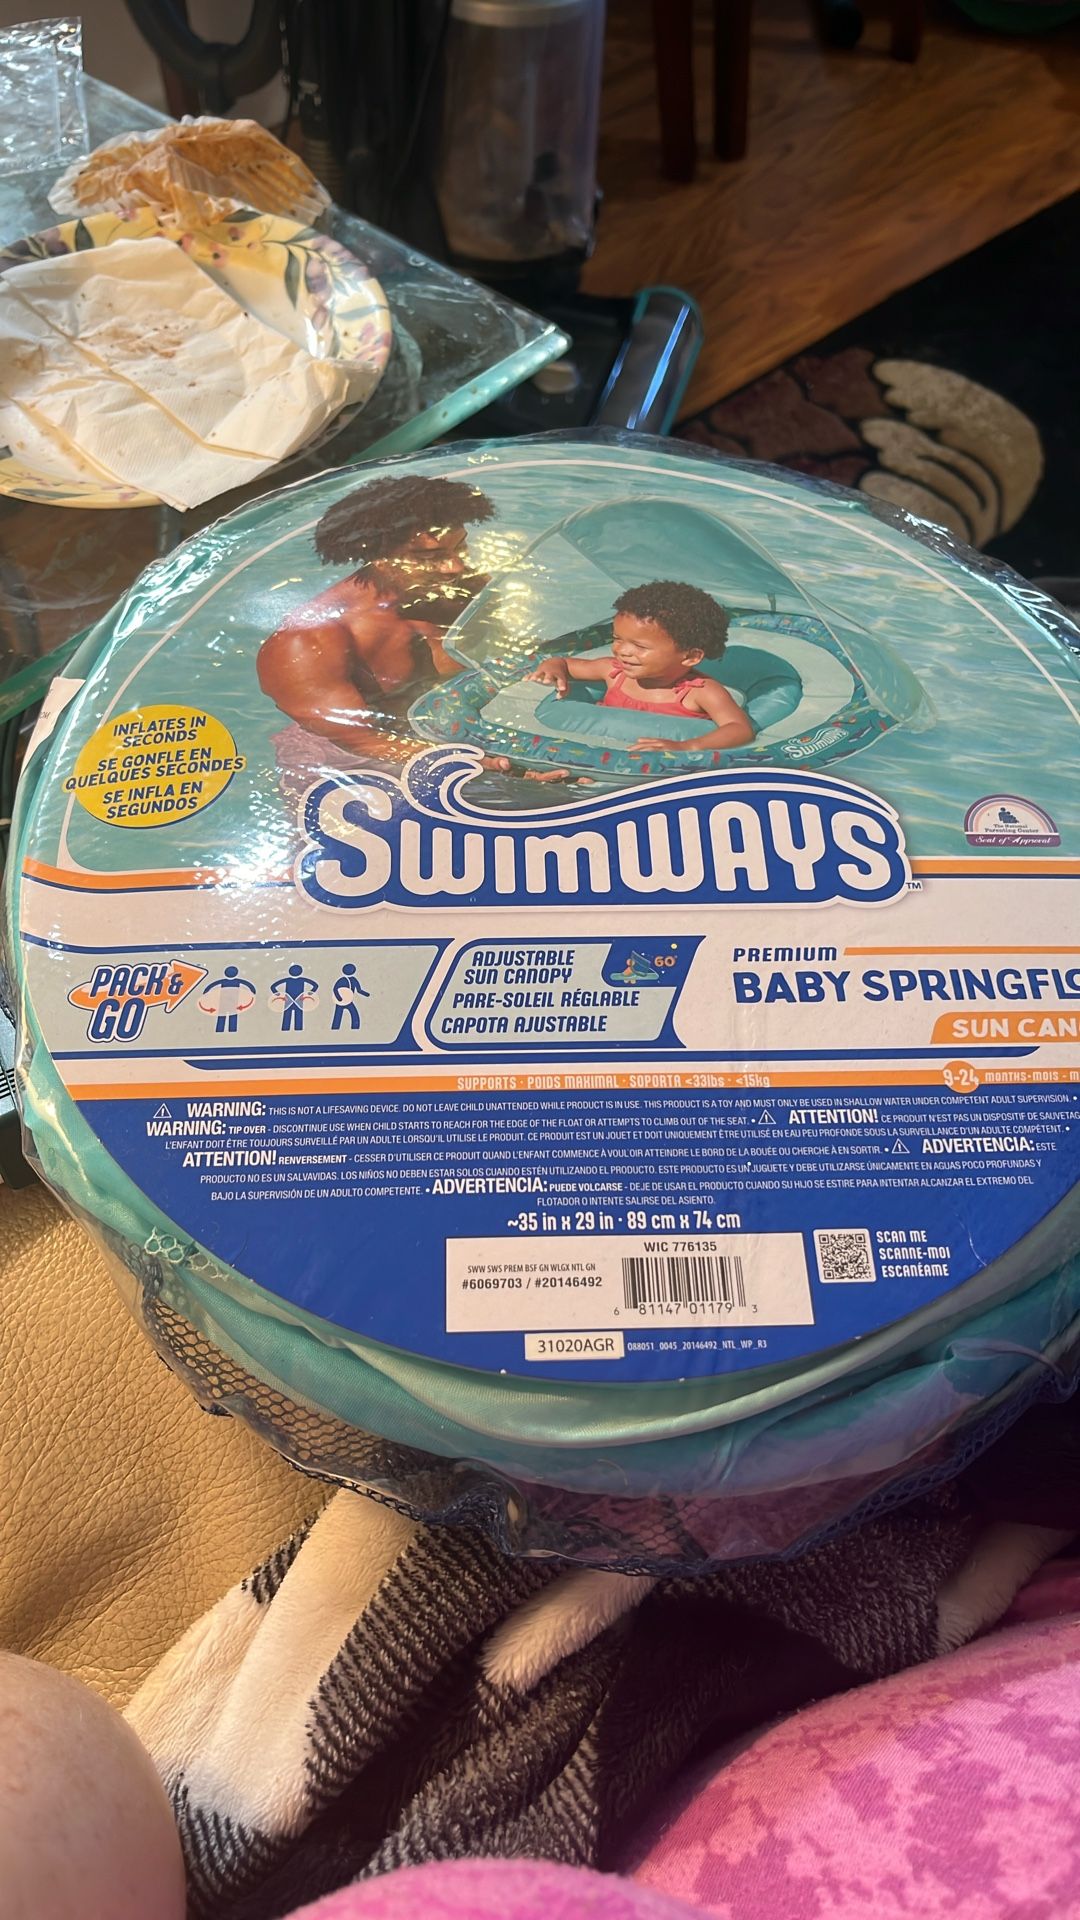 INFLATES IN
SECONDS
SE GONFLE EN
QUELQUES SECONDES
SE INFLA EN
SEGUNDOS
Swimways
SWIMWAYS™
The National
Parenting Center
Seal of Approval
PACK &
GO
ADJUSTABLE
SUN CANOPY
PARE-SOLEIL RÉGLABLE
CAPOTA AJUSTABLE
60°
PREMIUM
BABY SPRINGFLO
SUN CAN
SUPPORTS · POIDS MAXIMAL · SOPORTA <33lbs · <15kg
9-24 MONTHS·MOIS · M
⚠ WARNING: THIS IS NOT A LIFESAVING DEVICE. DO NOT LEAVE CHILD UNATTENDED WHILE PRODUCT IS IN USE. THIS PRODUCT IS A TOY AND MUST ONLY BE USED IN SHALLOW WATER UNDER COMPETENT ADULT SUPERVISION. •
WARNING: TIP OVER - DISCONTINUE USE WHEN CHILD STARTS TO REACH FOR THE EDGE OF THE FLOAT OR ATTEMPTS TO CLIMB OUT OF THE SEAT. • ⚠ ATTENTION! CE PRODUIT N'EST PAS UN DISPOSITIF DE SAUVETAG
L'ENFANT DOIT ÊTRE TOUJOURS SURVEILLÉ PAR UN ADULTE LORSQU'IL UTILISE LE PRODUIT. CE PRODUIT EST UN JOUET ET DOIT UNIQUEMENT ÊTRE UTILISÉ EN EAU PEU PROFONDE SOUS LA SURVEILLANCE D'UN ADULTE COMPÉTENT. •
ATTENTION! RENVERSEMENT - CESSER D'UTILISER CE PRODUIT QUAND L'ENFANT COMMENCE À VOULOIR ATTEINDRE LE BORD DE LA BOUÉE OU CHERCHE À EN SORTIR. • ⚠ ADVERTENCIA: ESTE
PRODUCTO NO ES UN SALVAVIDAS. LOS NIÑOS NO DEBEN ESTAR SOLOS CUANDO ESTÉN UTILIZANDO EL PRODUCTO. ESTE PRODUCTO ES UN JUGUETE Y DEBE UTILIZARSE ÚNICAMENTE EN AGUAS POCO PROFUNDAS Y
BAJO LA SUPERVISIÓN DE UN ADULTO COMPETENTE. • ADVERTENCIA: PUEDE VOLCARSE - DEJE DE USAR EL PRODUCTO CUANDO SU HIJO SE ESTIRE PARA INTENTAR ALCANZAR EL EXTREMO DEL
FLOTADOR O INTENTE SALIRSE DEL ASIENTO.
~35 in x 29 in · 89 cm x 74 cm
WIC 776135
SWW SWS PREM BSF GN WLGX NTL GN
#6069703 / #20146492
6 81147 01179 3
SCAN ME
SCANNE-MOI
ESCANÉAME
31020AGR
088051_0045_20146492_NTL_WP_R3